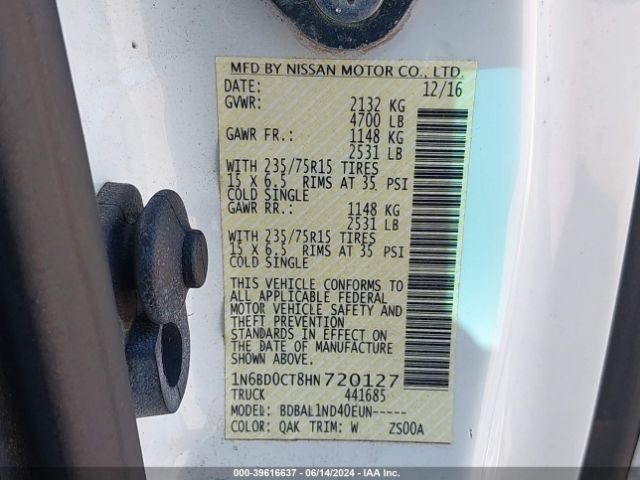 MFD BY NISSAN MOTOR CO., LTD.
DATE: 12/16
GVWR: 2132 KG
4700 LB
GAWR FR.: 1148 KG
2531 LB
WITH 235/75R15 TIRES
15 X 6.5 RIMS AT 35 PSI
COLD SINGLE
GAWR RR.: 1148 KG
2531 LB
WITH 235/75R15 TIRES
15 X 6.5 RIMS AT 35 PSI
COLD SINGLE
THIS VEHICLE CONFORMS TO
ALL APPLICABLE FEDERAL
MOTOR VEHICLE SAFETY AND
THEFT PREVENTION
STANDARDS IN EFFECT ON
THE DATE OF MANUFACTURE
SHOWN ABOVE.
1N6BD0CT8HN720127
TRUCK 441685
MODEL: BDBAL1ND40EUN-----
COLOR: QAK TRIM: W ZS00A
000-39616637 - 06/14/2024 - IAA Inc.